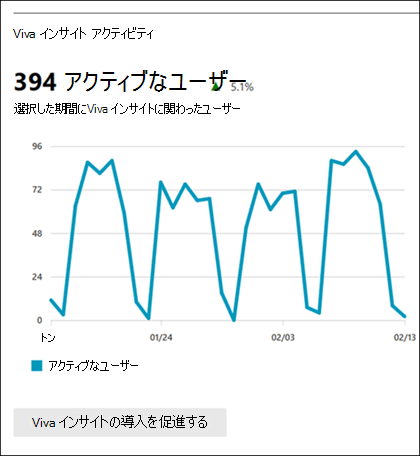 Viva インサイト アクティビティ
394 アクティブなユーザー ▲ 5.1%
選択した期間にViva インサイトに関わったユーザー
96
72
48
24
0
トン 01/24 02/03 02/13
アクティブなユーザー
Viva インサイトの導入を促進する